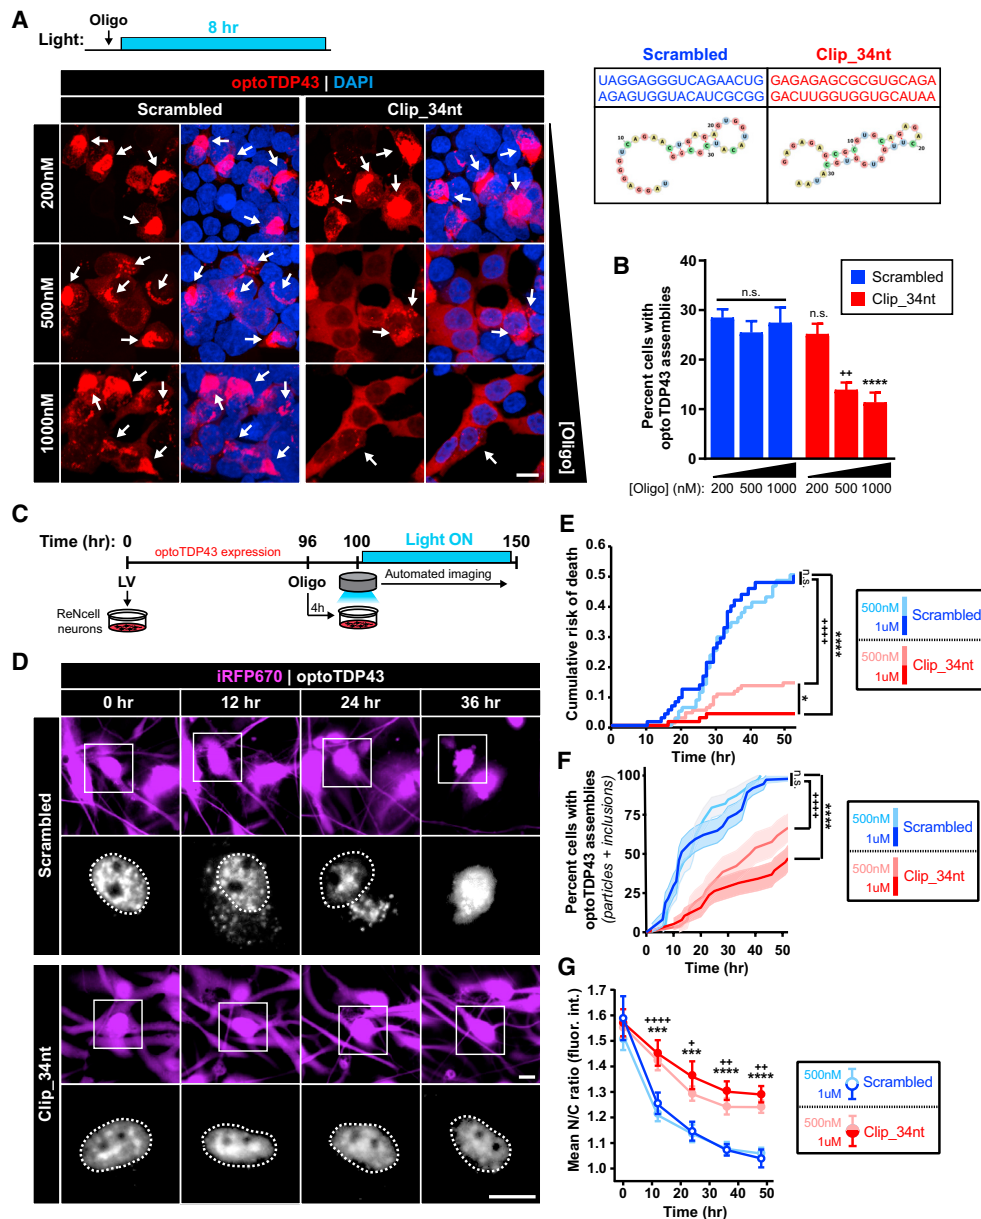 A
Oligo
Light:
8 hr
optoTDP43 | DAPI
Scrambled
Clip_34nt
200nM
500nM
1000nM
[Oligo]
Scrambled
Clip_34nt
UAGGAGGGUCAGAACUG
AGAGUGGUACAUCGCGG
GAGAGAGCGCGUGCAGA
GACUUGGUGGUGCAUAA
10
20
30
10
20
30
B
Percent cells with
optoTDP43 assemblies
40
30
20
10
0
n.s.
n.s.
++
****
Scrambled
Clip_34nt
[Oligo] (nM): 200 500 1000 200 500 1000
C
Time (hr): 0 96 100 150
optoTDP43 expression
Light ON
LV
Oligo
Automated imaging
4h
ReNcell
neurons
D
iRFP670 | optoTDP43
0 hr 12 hr 24 hr 36 hr
Scrambled
Clip_34nt
E
Cumulative risk of death
0.6
0.5
0.4
0.3
0.2
0.1
0.0
0 10 20 30 40 50
Time (hr)
n.s.
++++
****
*
500nM
1uM
Scrambled
500nM
1uM
Clip_34nt
F
Percent cells with
optoTDP43 assemblies
(particles + inclusions)
100
75
50
25
0
0 10 20 30 40 50
Time (hr)
n.s.
++++
****
500nM
1uM
Scrambled
500nM
1uM
Clip_34nt
G
Mean N/C ratio (fluor. int.)
1.7
1.6
1.5
1.4
1.3
1.2
1.1
1.0
++++
***
+
***
++
****
++
****
0 10 20 30 40 50
Time (hr)
500nM
1uM
Scrambled
500nM
1uM
Clip_34nt